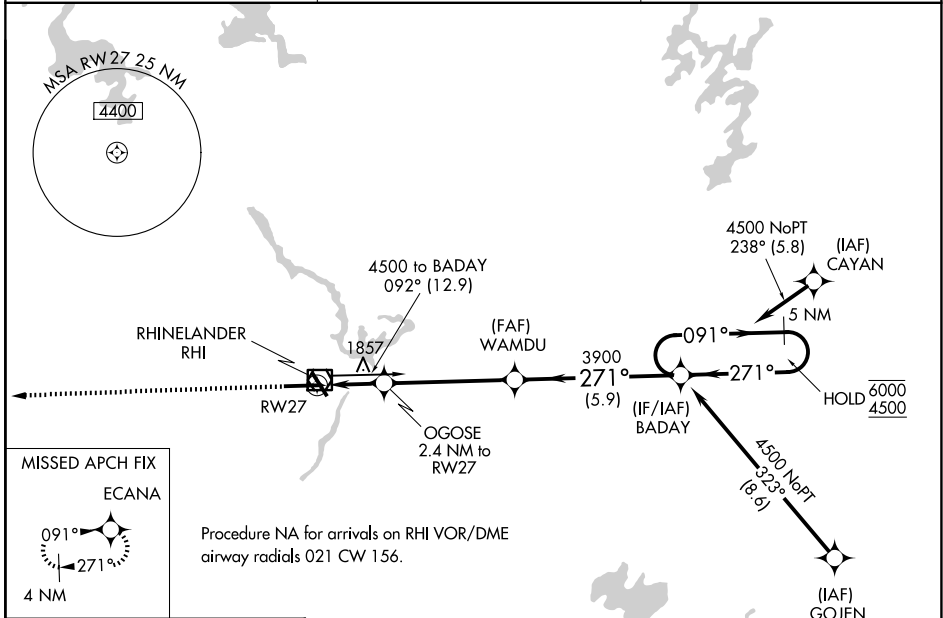 MSA RW27 25 NM
4400
4500 NoPT
238° (5.8)
(IAF)
CAYAN
4500 to BADAY
092° (12.9)
5 NM
RHINELANDER
RHI
1857
(FAF)
WAMDU
091°
3900
271°
(5.9)
271°
HOLD 6000
4500
RW27
(IF/IAF)
BADAY
OGOSE
2.4 NM to
RW27
4500 NoPT
323°
(8.6)
MISSED APCH FIX
ECANA
091°
271°
4 NM
Procedure NA for arrivals on RHI VOR/DME
airway radials 021 CW 156.
(IAF)
GOJEN